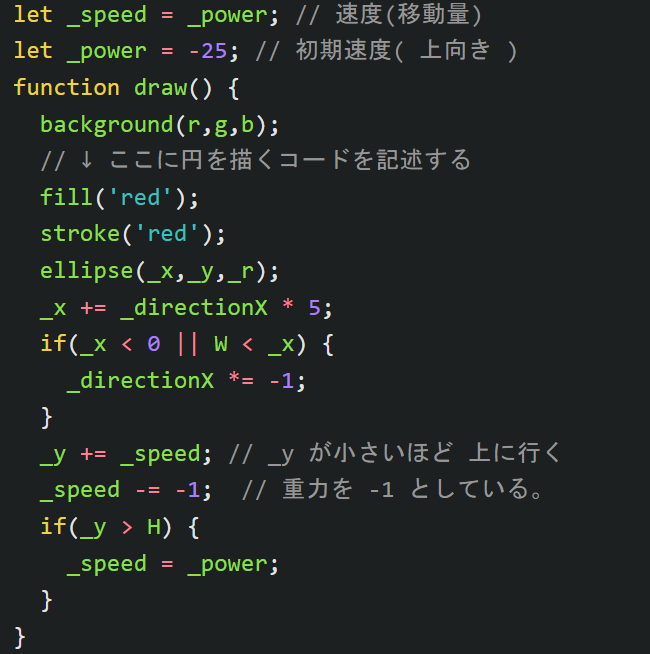 let _speed = _power; // 速度(移動量)
let _power = -25; // 初期速度( 上向き )
function draw() {
  background(r,g,b);
  // ↓ ここに円を描くコードを記述する
  fill('red');
  stroke('red');
  ellipse(_x,_y,_r);
  _x += _directionX * 5;
  if(_x < 0 || W < _x) {
    _directionX *= -1;
  }
  _y += _speed; // _y が小さいほど 上に行く
  _speed -= -1;  // 重力を -1 としている。
  if(_y > H) {
    _speed = _power;
  }
}